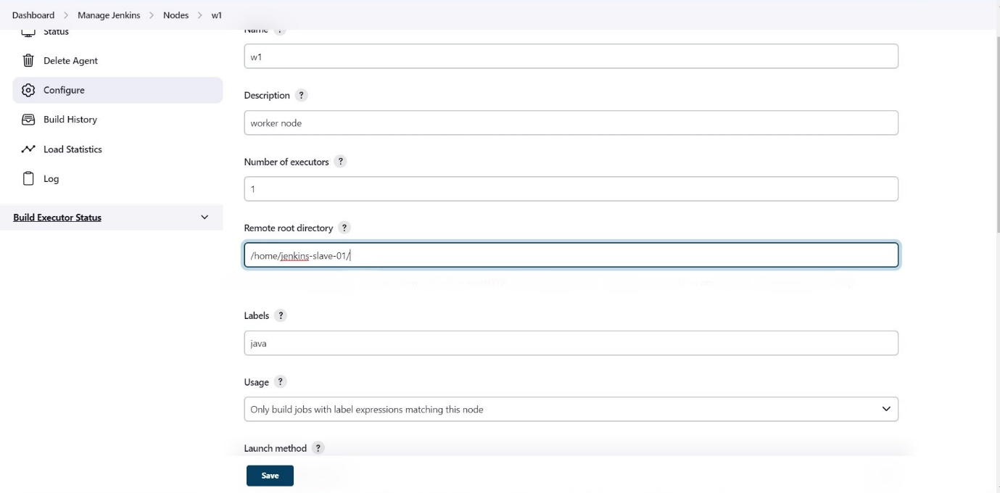 Dashboard > Manage Jenkins > Nodes > w1
Status
Delete Agent
Configure
Build History
Load Statistics
Log
Build Executor Status
Name ?
w1
Description ?
worker node
Number of executors ?
1
Remote root directory ?
/home/jenkins-slave-01/
Labels ?
java
Usage ?
Only build jobs with label expressions matching this node
Launch method ?
Save